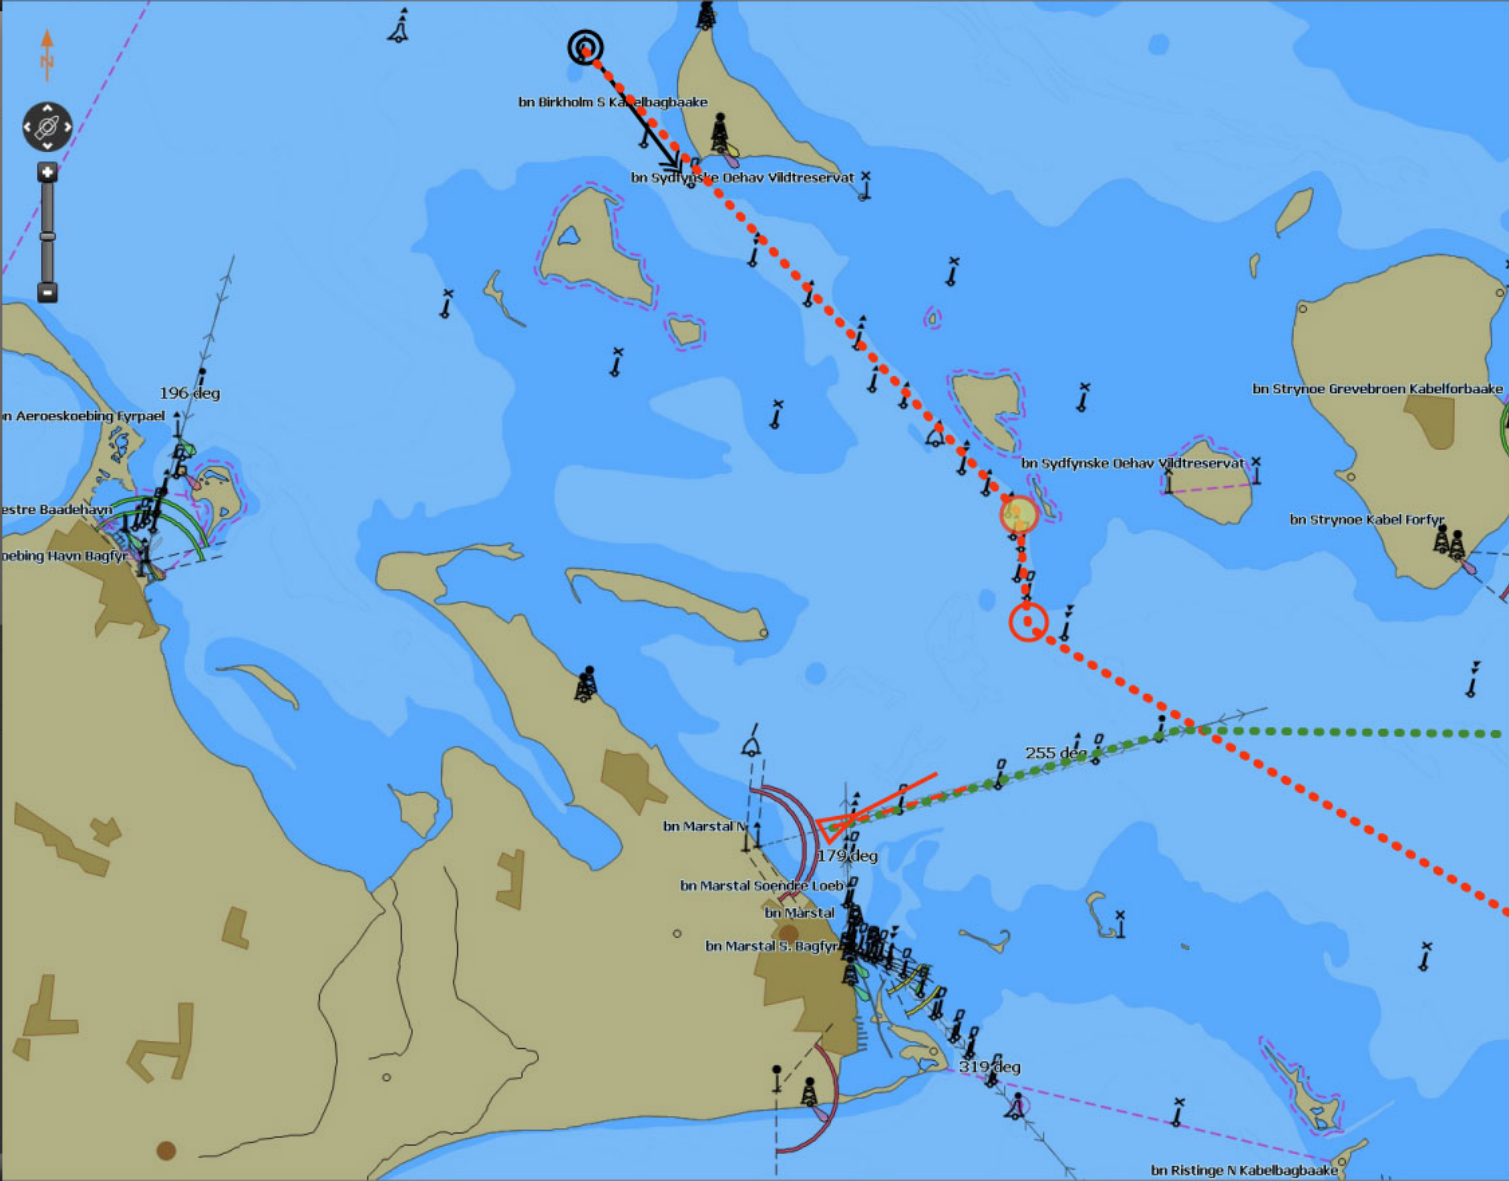 N
bn Birkholm S Kabelbagbaake
bn Sydfynske Oehav Vildtreservat
196 deg
bn Strynoe Grevebroen Kabelforbaake
n Aeroeskoebing Fyrpael
bn Sydfynske Oehav Vildtreservat
estre Baadehavn
bn Strynoe Kabel Forfyr
oebing Havn Bagfyr
255 deg
bn Marstal N
179 deg
bn Marstal Soendre Loeb
bn Marstal
bn Marstal S. Bagfyr
319 deg
bn Ristinge N Kabelbagbaake